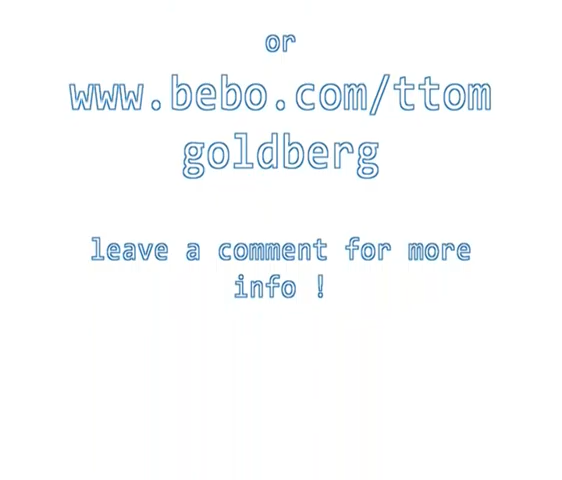 or
www.bebo.com/ttom
goldberg
leave a comment for more
info !